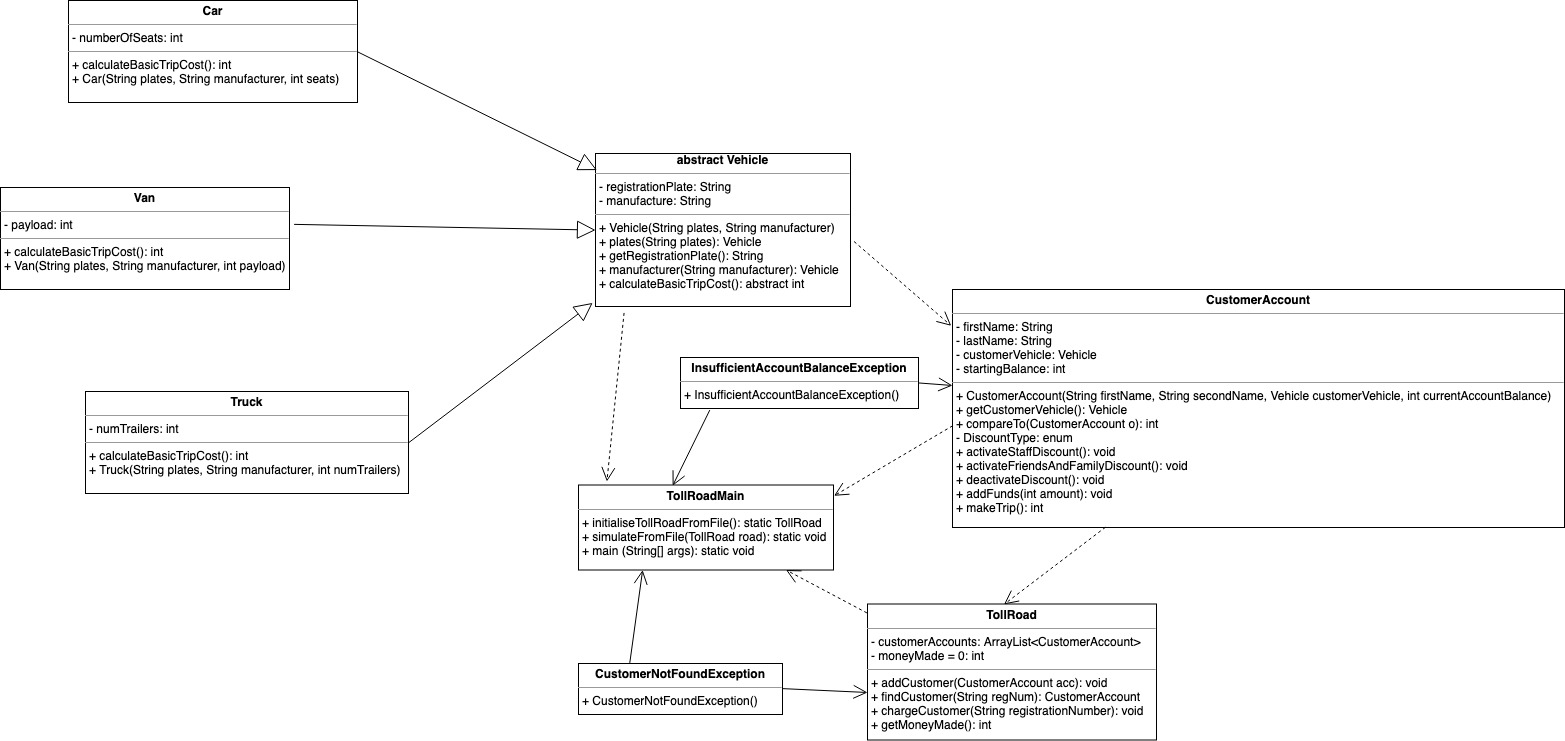 Car
- numberOfSeats: int
+ calculateBasicTripCost(): int
+ Car(String plates, String manufacturer, int seats)
Van
- payload: int
+ calculateBasicTripCost(): int
+ Van(String plates, String manufacturer, int payload)
Truck
- numTrailers: int
+ calculateBasicTripCost(): int
+ Truck(String plates, String manufacturer, int numTrailers)
abstract Vehicle
- registrationPlate: String
- manufacture: String
+ Vehicle(String plates, String manufacturer)
+ plates(String plates): Vehicle
+ getRegistrationPlate(): String
+ manufacturer(String manufacturer): Vehicle
+ calculateBasicTripCost(): abstract int
InsufficientAccountBalanceException
+ InsufficientAccountBalanceException()
CustomerAccount
- firstName: String
- lastName: String
- customerVehicle: Vehicle
- startingBalance: int
+ CustomerAccount(String firstName, String secondName, Vehicle customerVehicle, int currentAccountBalance)
+ getCustomerVehicle(): Vehicle
+ compareTo(CustomerAccount o): int
- DiscountType: enum
+ activateStaffDiscount(): void
+ activateFriendsAndFamilyDiscount(): void
+ deactivateDiscount(): void
+ addFunds(int amount): void
+ makeTrip(): int
TollRoadMain
+ initialiseTollRoadFromFile(): static TollRoad
+ simulateFromFile(TollRoad road): static void
+ main (String[] args): static void
CustomerNotFoundException
+ CustomerNotFoundException()
TollRoad
- customerAccounts: ArrayList<CustomerAccount>
- moneyMade = 0: int
+ addCustomer(CustomerAccount acc): void
+ findCustomer(String regNum): CustomerAccount
+ chargeCustomer(String registrationNumber): void
+ getMoneyMade(): int